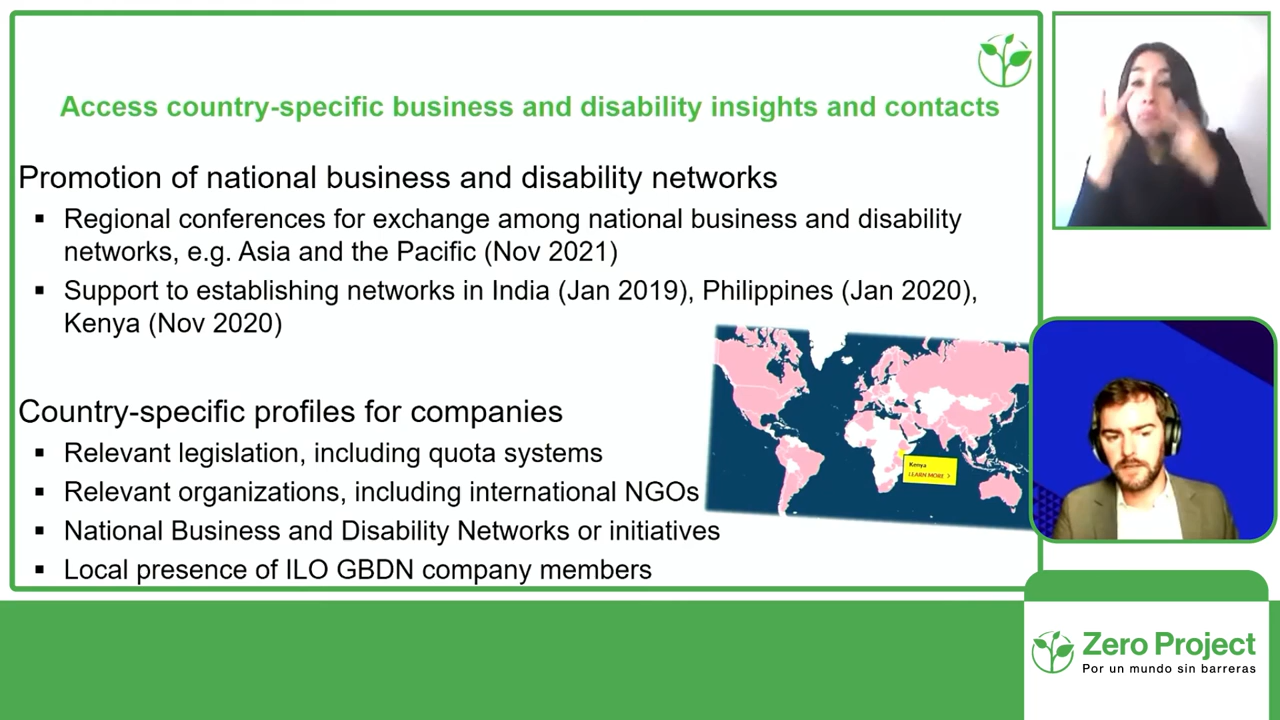 Access country-specific business and disability insights and contacts
Promotion of national business and disability networks
▪ Regional conferences for exchange among national business and disability
networks, e.g. Asia and the Pacific (Nov 2021)
▪ Support to establishing networks in India (Jan 2019), Philippines (Jan 2020),
Kenya (Nov 2020)
Country-specific profiles for companies
▪ Relevant legislation, including quota systems
▪ Relevant organizations, including international NGOs
▪ National Business and Disability Networks or initiatives
▪ Local presence of ILO GBDN company members
Kenya
LEARN MORE >
Zero Project
Por un mundo sin barreras